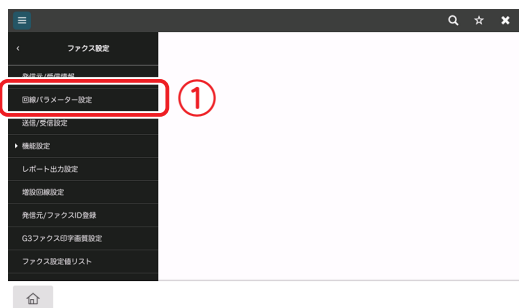 ファクス設定
発信元/受信情報
回線パラメーター設定
①
送信/受信設定
機能設定
レポート出力設定
増設回線設定
発信元/ファクスID登録
G3ファクス印字画質設定
ファクス設定値リスト